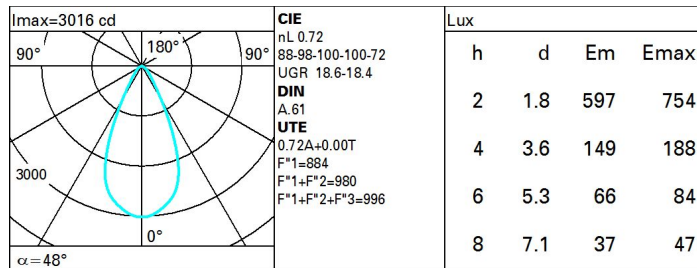 Imax=3016 cd
90° 180° 90°
3000
0°
α=48°
CIE
nL 0.72
88-98-100-100-72
UGR 18.6-18.4
DIN
A.61
UTE
0.72A+0.00T
F"1=884
F"1+F"2=980
F"1+F"2+F"3=996
Lux
h d Em Emax
2 1.8 597 754
4 3.6 149 188
6 5.3 66 84
8 7.1 37 47